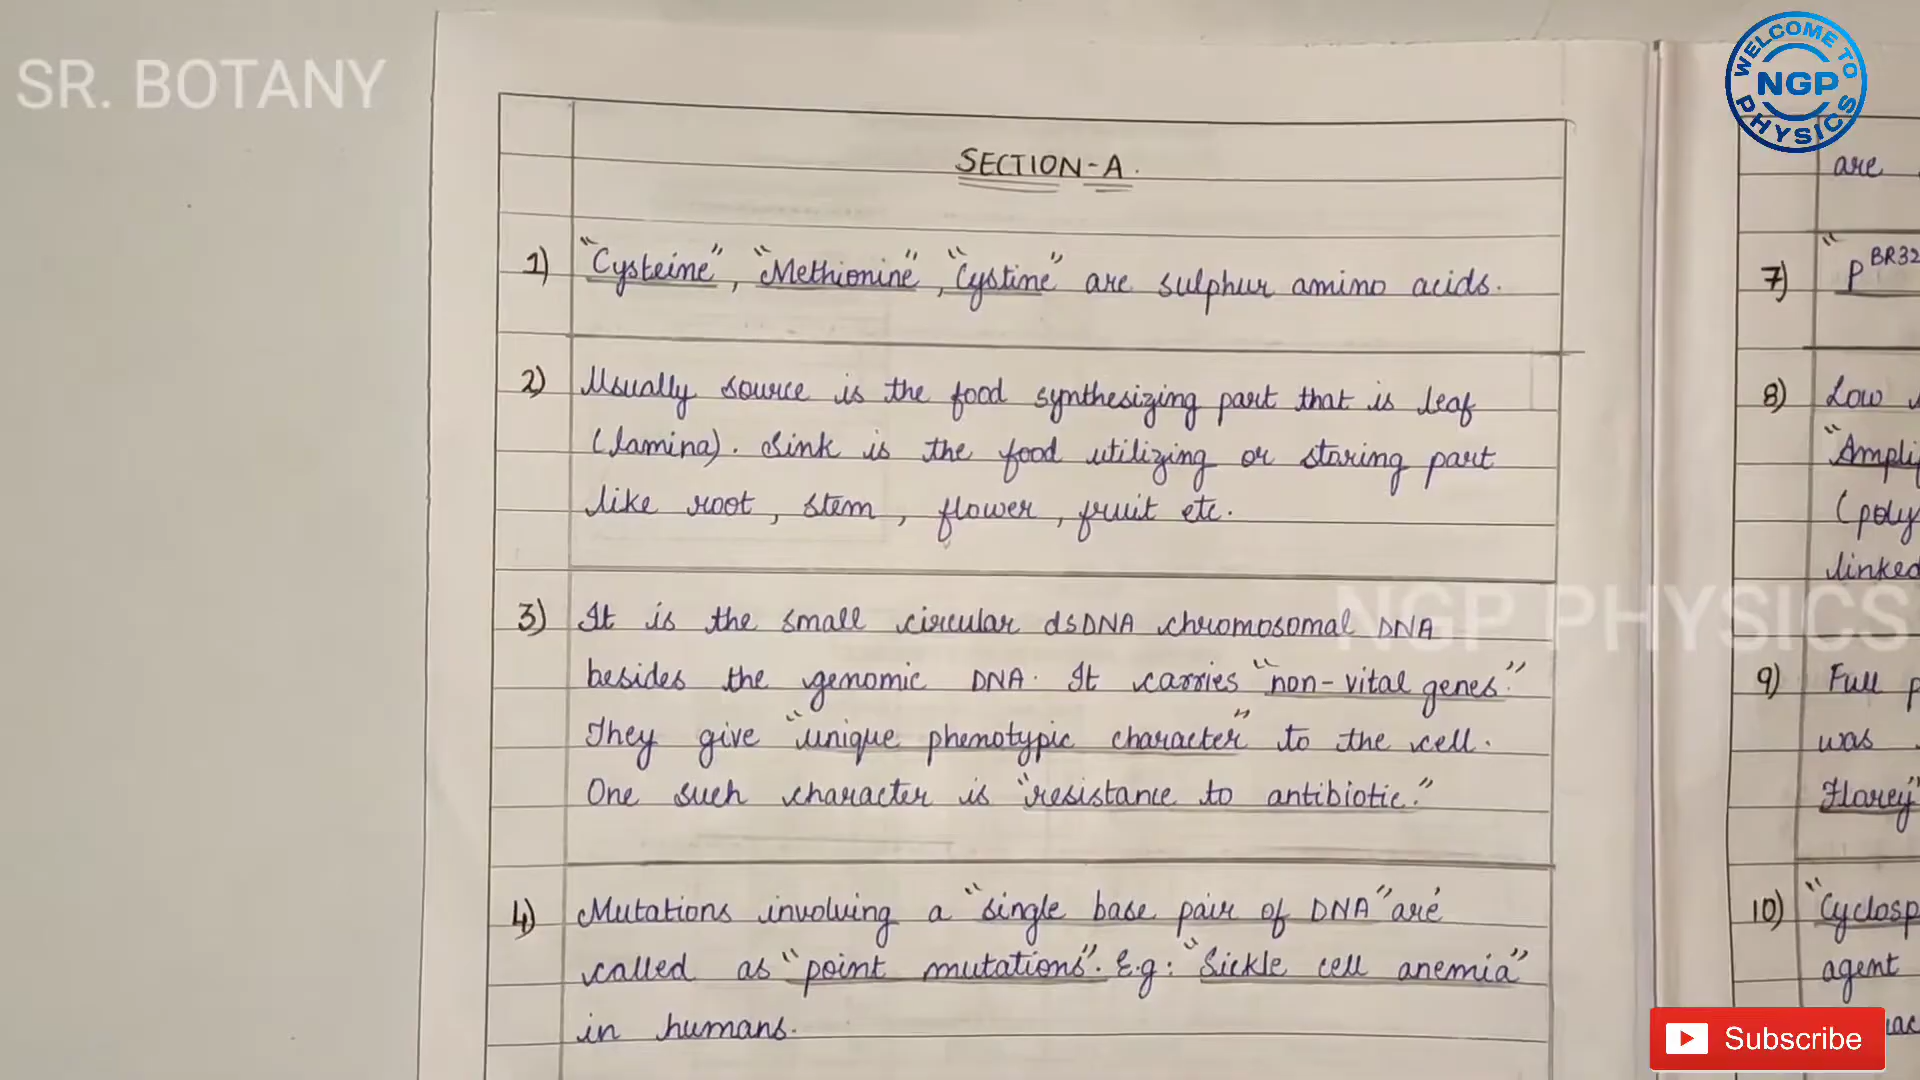 SR. BOTANY
WELCOME TO
NGP
PHYSICS
SECTION-A.
1) "Cysteine", "Methionine", "Cystine" are sulphur amino acids.
2) Usually source is the food synthesizing part that is leaf
(lamina). Sink is the food utilizing or storing part
like root, stem, flower, fruit etc.
3) It is the small circular dsDNA chromosomal DNA
besides the genomic DNA. It carries "non-vital genes."
They give "unique phenotypic character" to the cell.
One such character is "resistance to antibiotic."
4) Mutations involving a "single base pair of DNA" are
called as "point mutations". E.g: "Sickle cell anemia"
in humans.
are
7) "pBR32
8) Low
"Ampli
(poly
linked
9) Full p
was
Florey"
10) "Cyclosp
agent
NGP PHYSICS
Subscribe